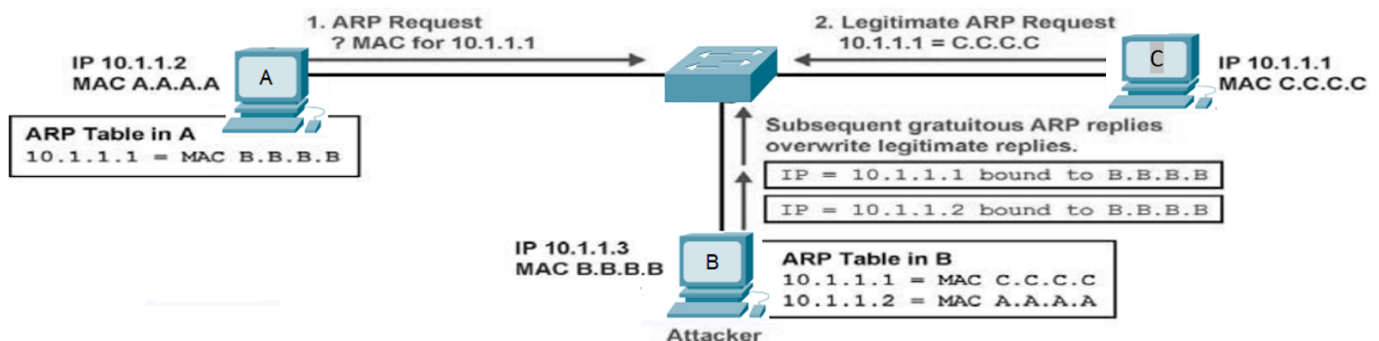 1. ARP Request
? MAC for 10.1.1.1
2. Legitimate ARP Request
10.1.1.1 = C.C.C.C
IP 10.1.1.2
MAC A.A.A.A
A
C
IP 10.1.1.1
MAC C.C.C.C
ARP Table in A
10.1.1.1 = MAC B.B.B.B
Subsequent gratuitous ARP replies
overwrite legitimate replies.
IP = 10.1.1.1 bound to B.B.B.B
IP = 10.1.1.2 bound to B.B.B.B
IP 10.1.1.3
MAC B.B.B.B
B
ARP Table in B
10.1.1.1 = MAC C.C.C.C
10.1.1.2 = MAC A.A.A.A
Attacker